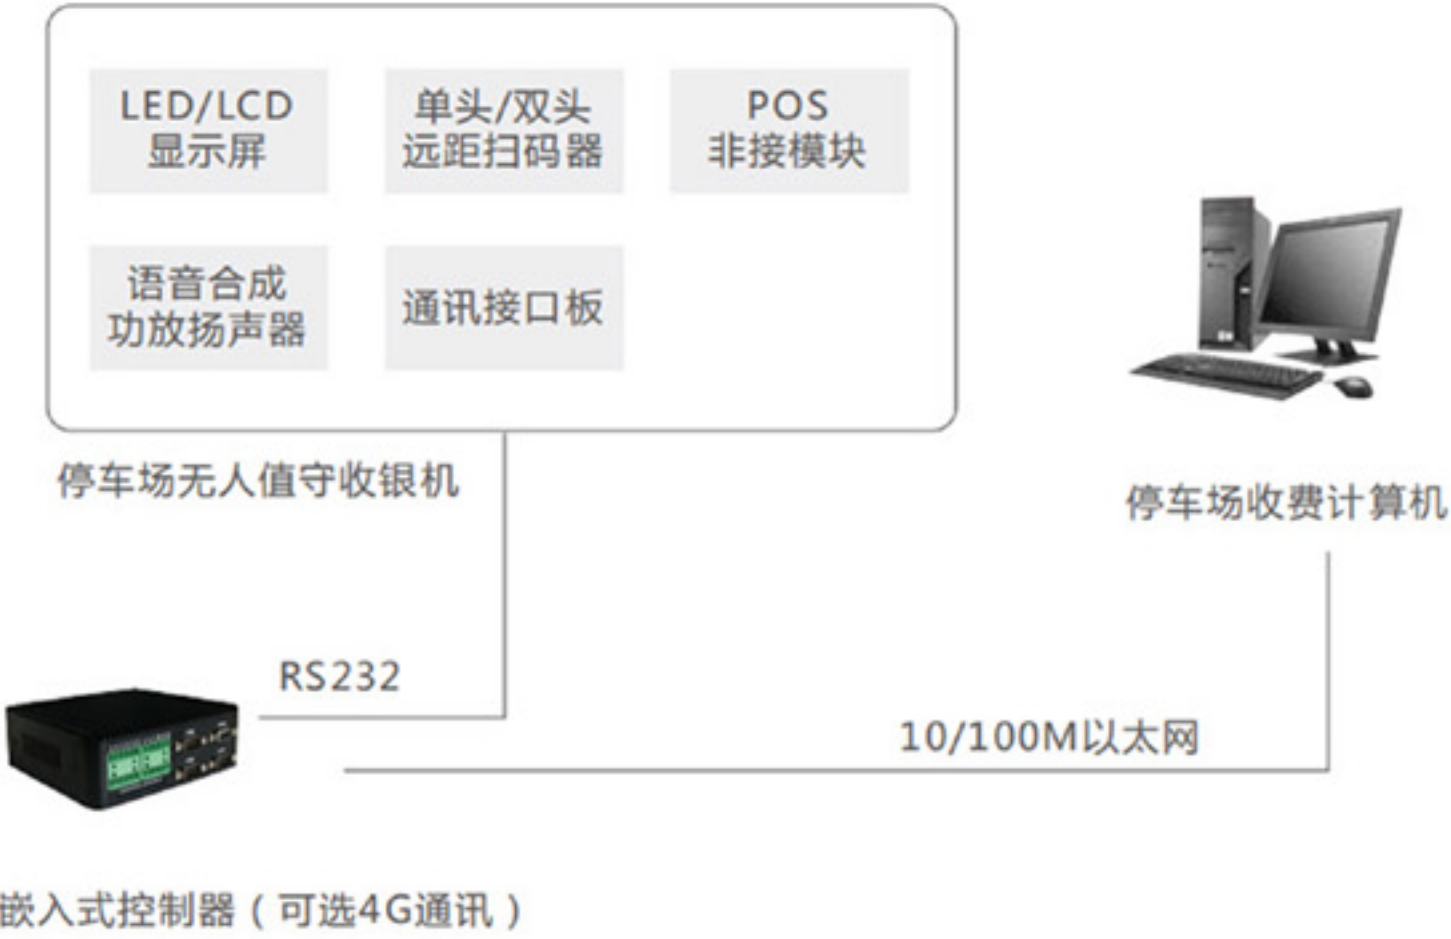 LED/LCD
显示屏
单头/双头
远距扫码器
POS
非接模块
语音合成
功放扬声器
通讯接口板
停车场无人值守收银机
停车场收费计算机
RS232
10/100M以太网
嵌入式控制器（可选4G通讯）